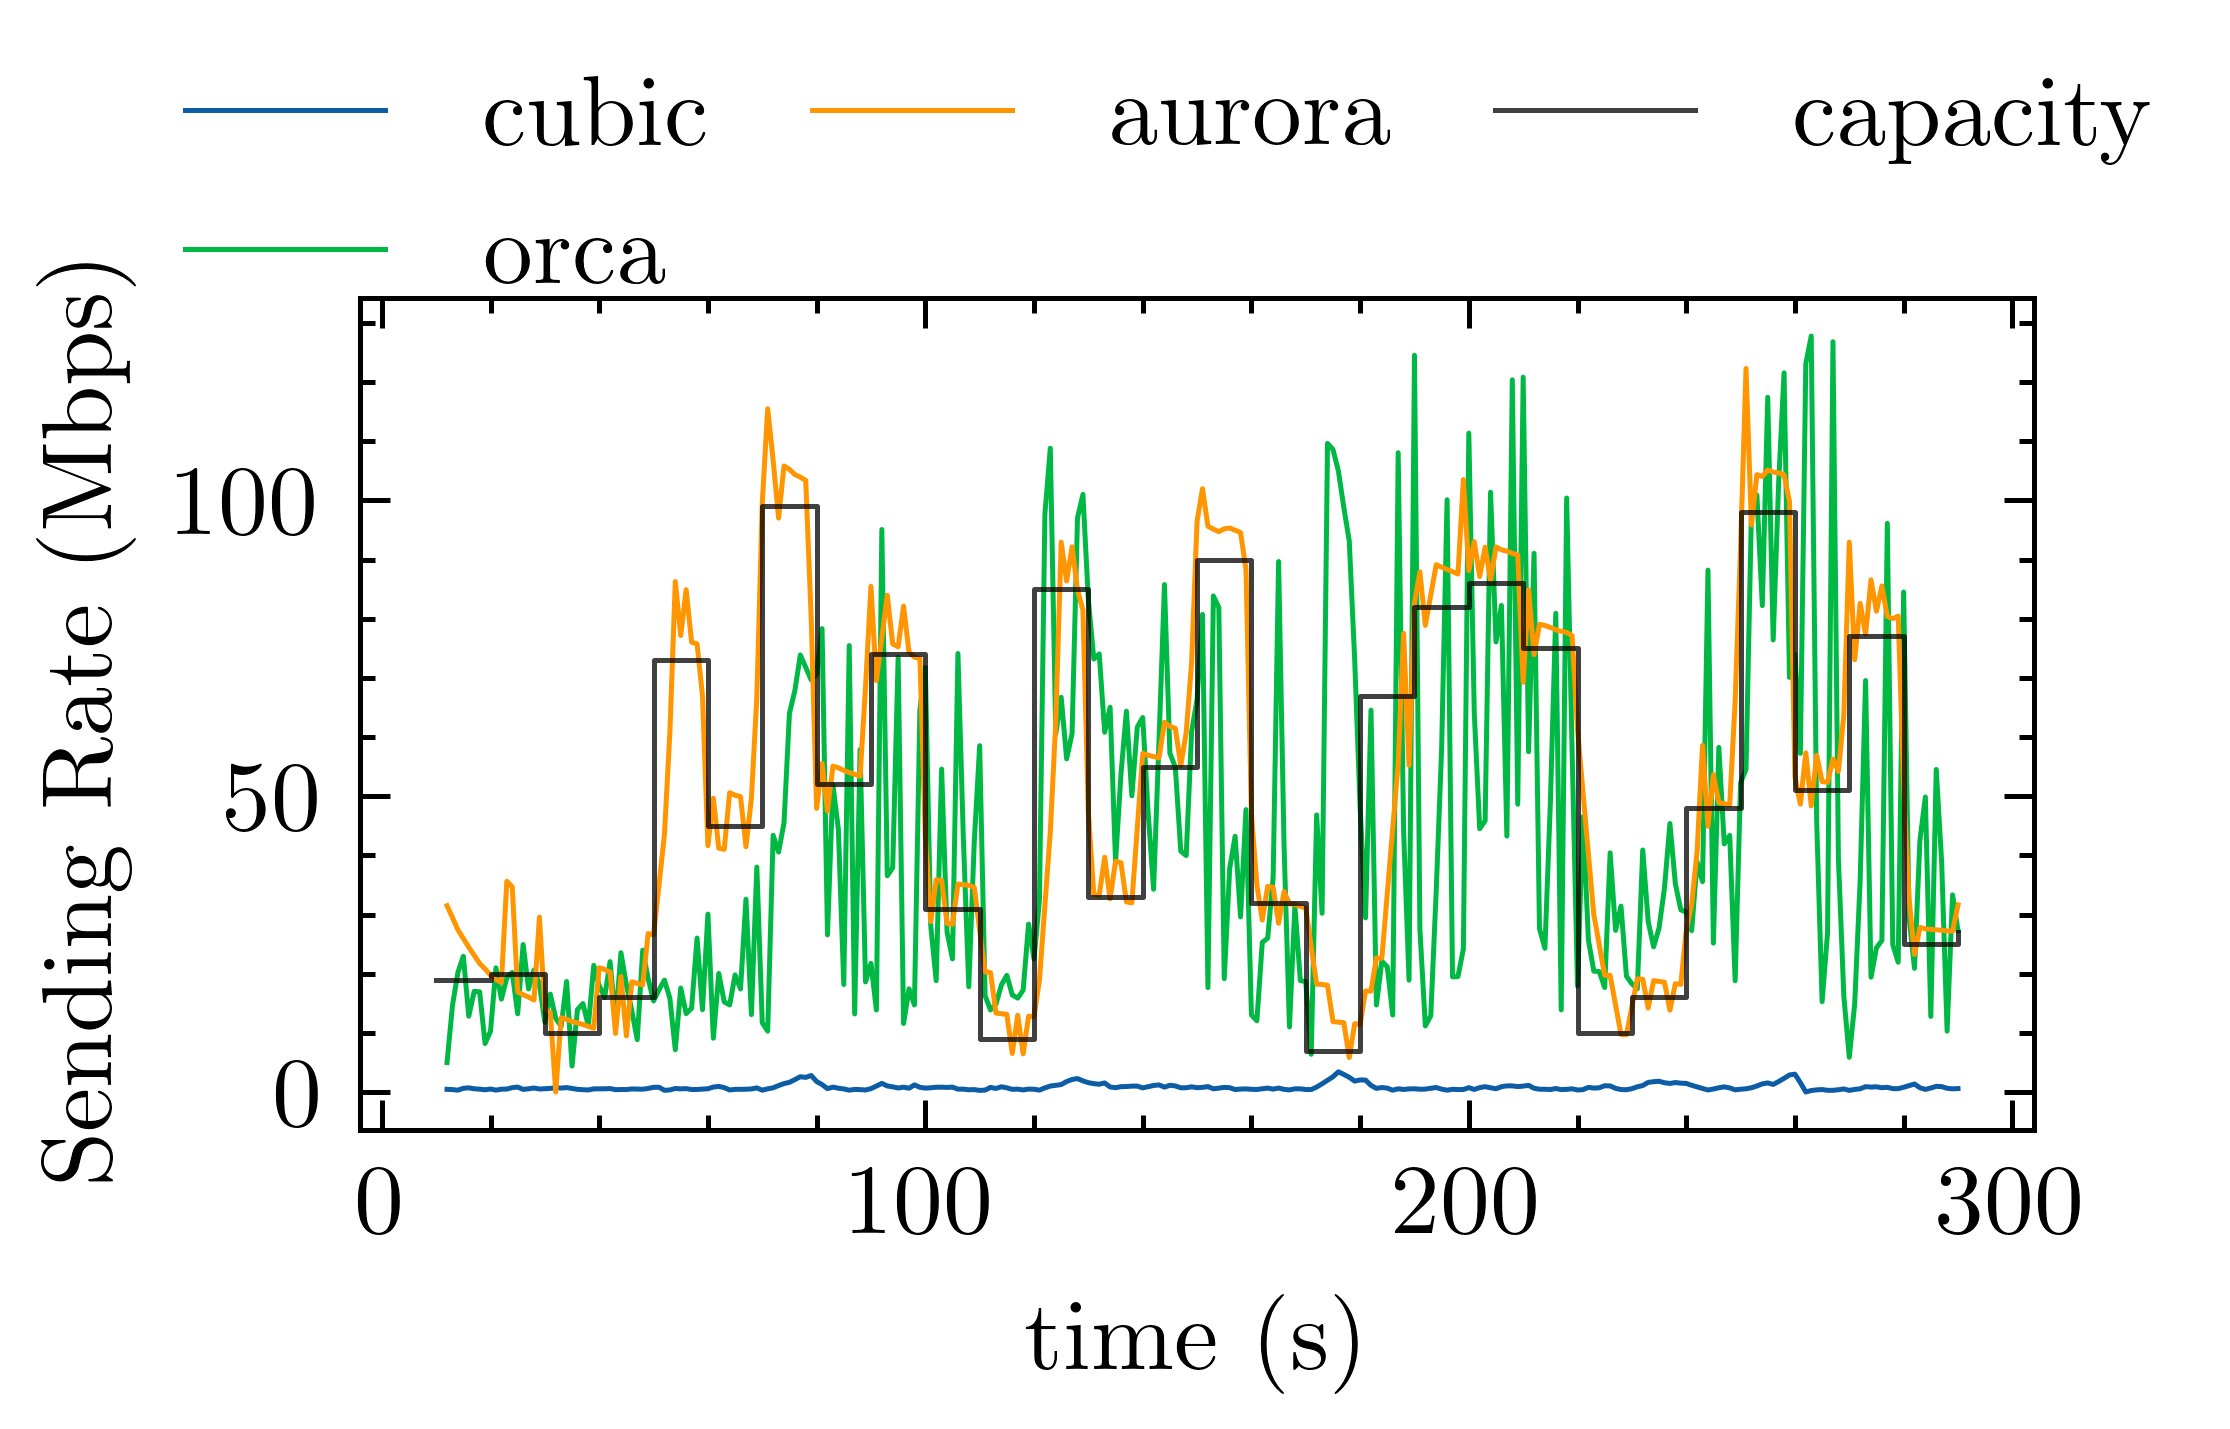 cubic aurora capacity
orca
Sending Rate (Mbps)
100
50
0
0 100 200 300
time (s)